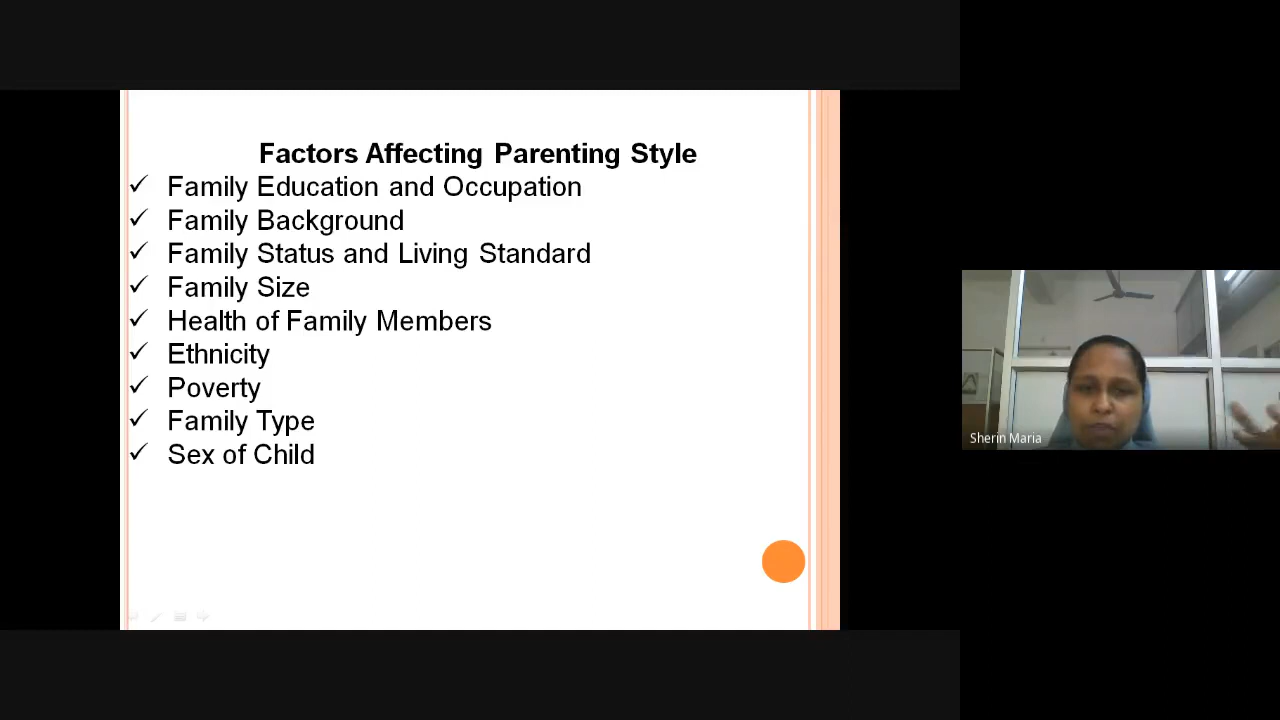 Factors Affecting Parenting Style
✓ Family Education and Occupation
✓ Family Background
✓ Family Status and Living Standard
✓ Family Size
✓ Health of Family Members
✓ Ethnicity
✓ Poverty
✓ Family Type
✓ Sex of Child
Sherin Maria